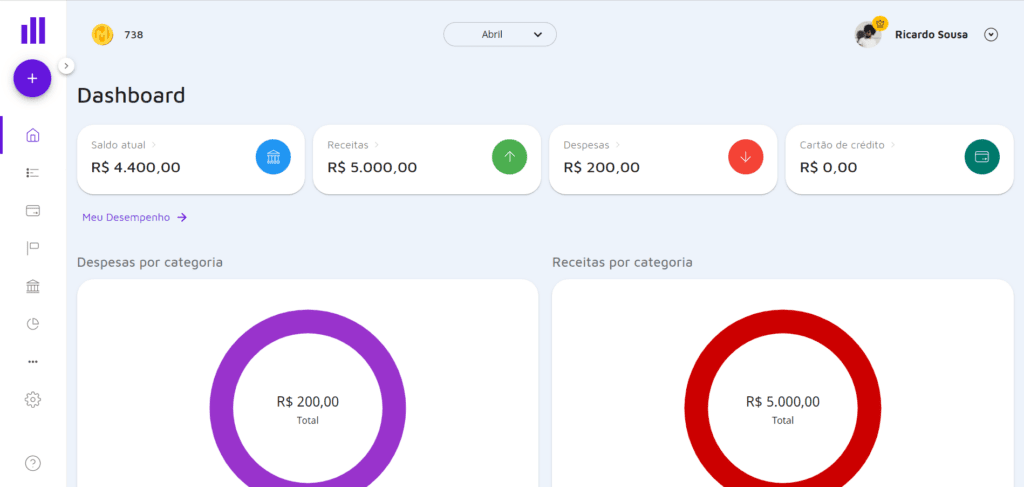 738
Abril
Ricardo Sousa
Dashboard
Saldo atual
R$ 4.400,00
Receitas
R$ 5.000,00
Despesas
R$ 200,00
Cartão de crédito
R$ 0,00
Meu Desempenho
Despesas por categoria
Receitas por categoria
R$ 200,00
Total
R$ 5.000,00
Total